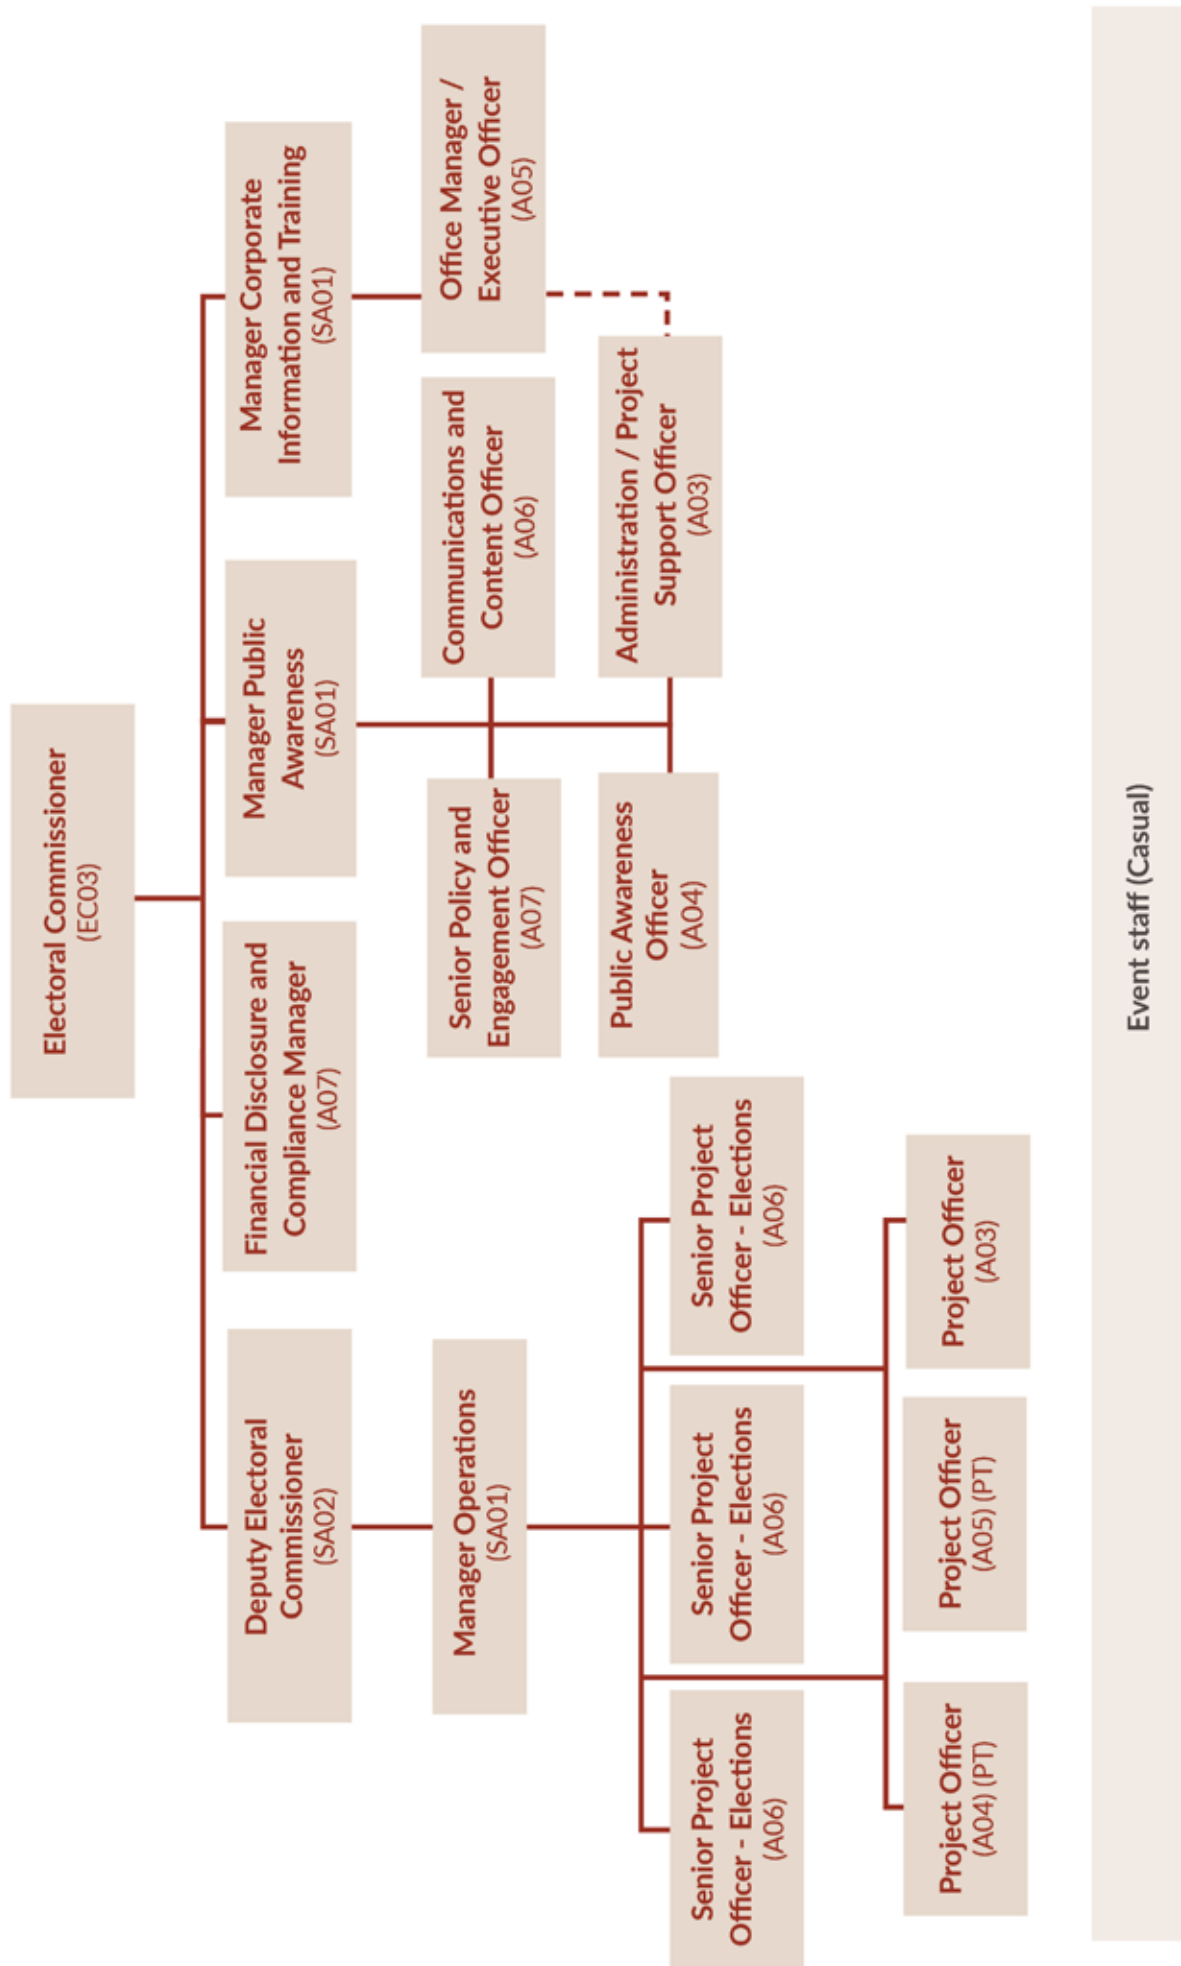 Electoral Commissioner
(EC03)
Deputy Electoral
Commissioner
(SA02)
Financial Disclosure and
Compliance Manager
(A07)
Manager Public
Awareness
(SA01)
Manager Corporate
Information and Training
(SA01)
Manager Operations
(SA01)
Senior Policy and
Engagement Officer
(A07)
Communications and
Content Officer
(A06)
Office Manager /
Executive Officer
(A05)
Public Awareness
Officer
(A04)
Administration / Project
Support Officer
(A03)
Senior Project
Officer - Elections
(A06)
Senior Project
Officer - Elections
(A06)
Senior Project
Officer - Elections
(A06)
Project Officer
(A04) (PT)
Project Officer
(A05) (PT)
Project Officer
(A03)
Event staff (Casual)